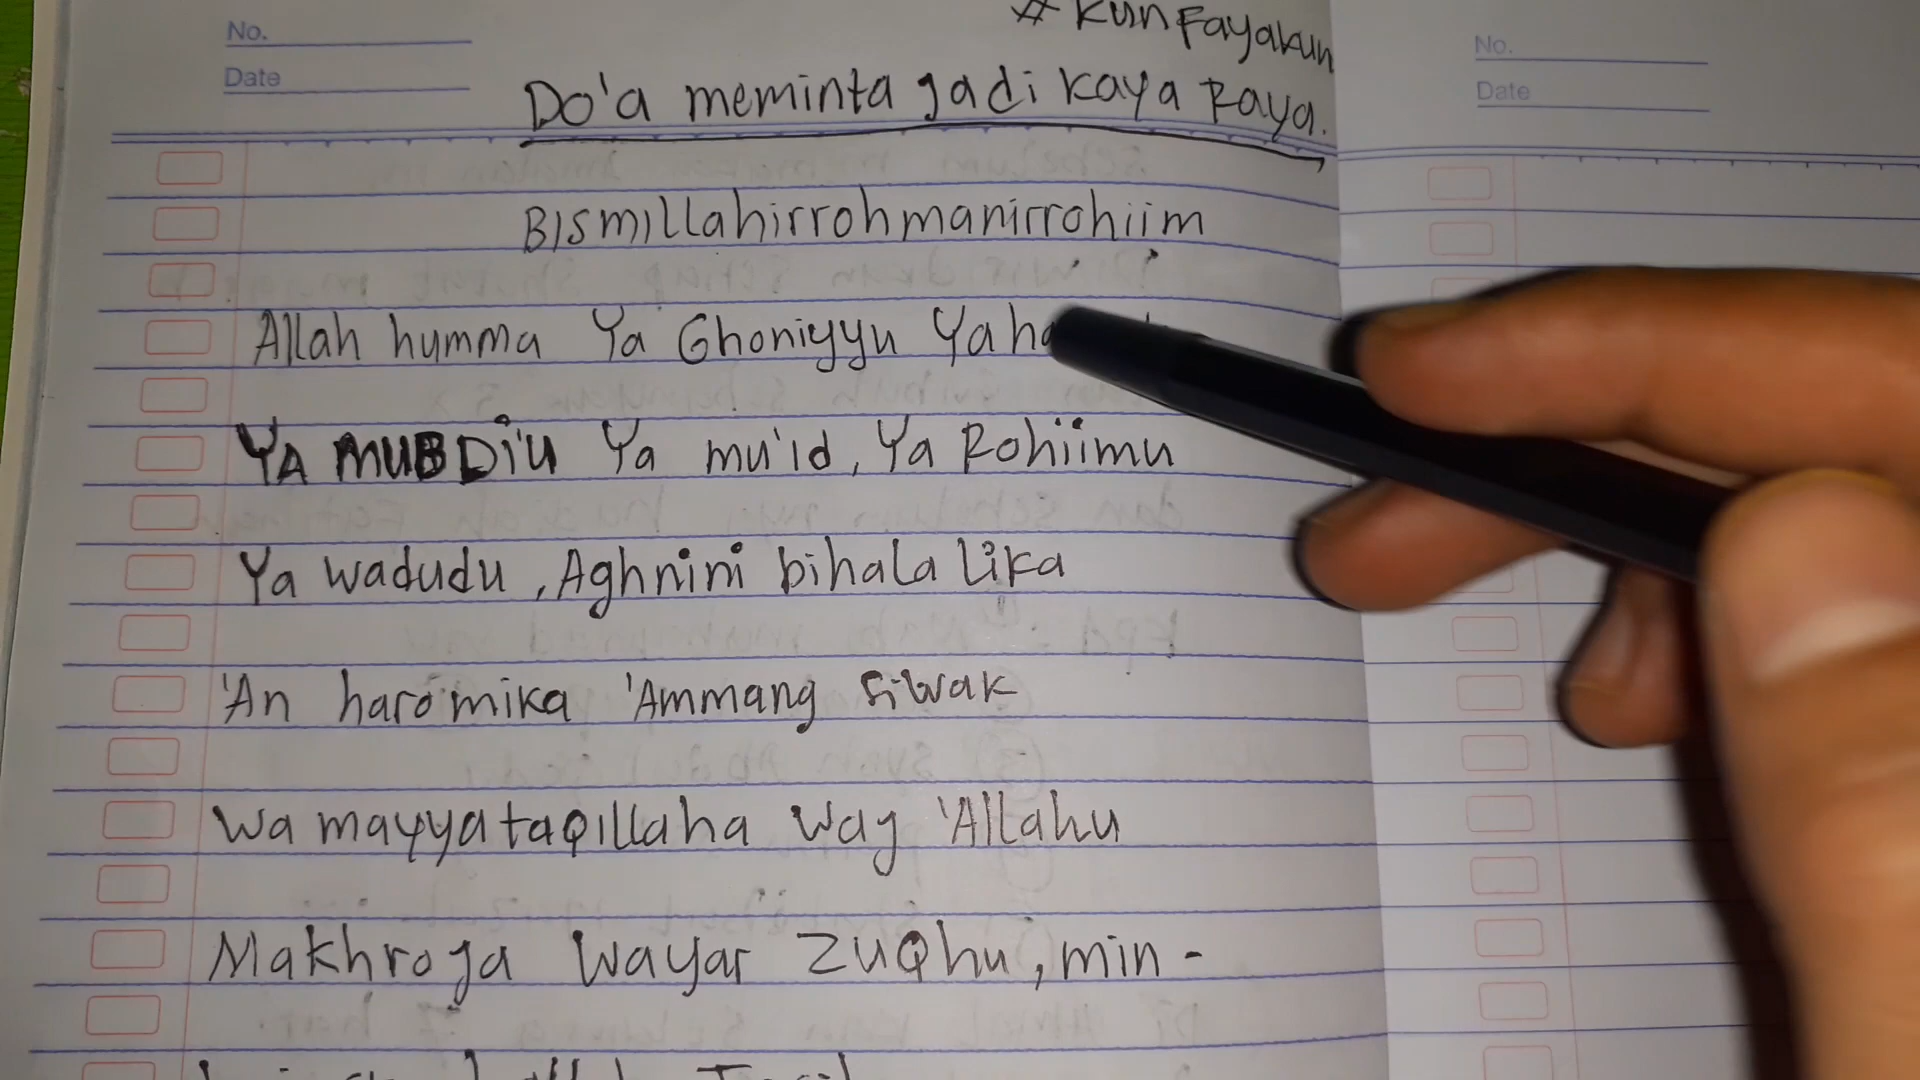 No.
Date
# Kun Fayakun
Do'a meminta jadi kaya Raya.
No.
Date
Bismillahirrohmanirrohiim
Allah humma Ya Ghoniyyu Ya
YA MUBDI'U Ya mu'id, Ya Rohiimu
Ya wadudu, Aghnini bihala lika
'An haromika 'Ammang siwak
Wa mayyataqillaha Waj 'Allahu
Makhroja Wayar ZUQhu, min -